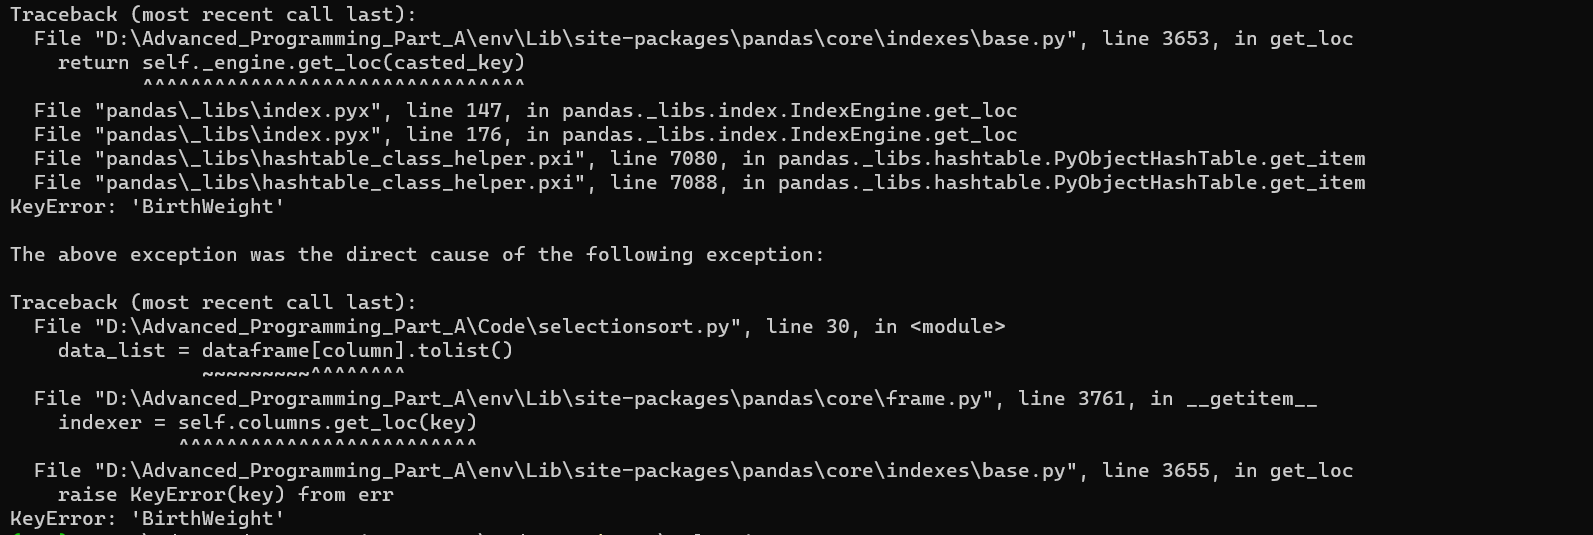 Traceback (most recent call last):
  File "D:\Advanced_Programming_Part_A\env\Lib\site-packages\pandas\core\indexes\base.py", line 3653, in get_loc
    return self._engine.get_loc(casted_key)
           ^^^^^^^^^^^^^^^^^^^^^^^^^^^^^^^^
  File "pandas\_libs\index.pyx", line 147, in pandas._libs.index.IndexEngine.get_loc
  File "pandas\_libs\index.pyx", line 176, in pandas._libs.index.IndexEngine.get_loc
  File "pandas\_libs\hashtable_class_helper.pxi", line 7080, in pandas._libs.hashtable.PyObjectHashTable.get_item
  File "pandas\_libs\hashtable_class_helper.pxi", line 7088, in pandas._libs.hashtable.PyObjectHashTable.get_item
KeyError: 'BirthWeight'

The above exception was the direct cause of the following exception:

Traceback (most recent call last):
  File "D:\Advanced_Programming_Part_A\Code\selectionsort.py", line 30, in <module>
    data_list = dataframe[column].tolist()
                ~~~~~~~~~^^^^^^^^
  File "D:\Advanced_Programming_Part_A\env\Lib\site-packages\pandas\core\frame.py", line 3761, in __getitem__
    indexer = self.columns.get_loc(key)
              ^^^^^^^^^^^^^^^^^^^^^^^^^
  File "D:\Advanced_Programming_Part_A\env\Lib\site-packages\pandas\core\indexes\base.py", line 3655, in get_loc
    raise KeyError(key) from err
KeyError: 'BirthWeight'